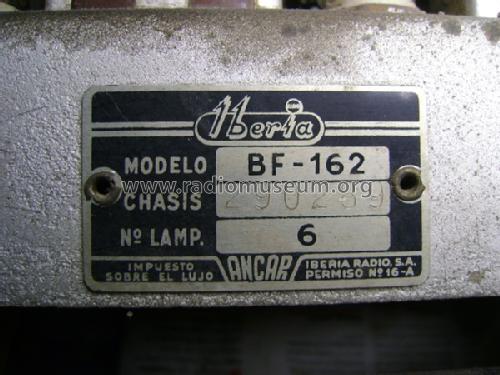 Iberia
MODELO BF-162
CHASIS 290289
www.radiomuseum.org
Nº LAMP. 6
IMPUESTO SOBRE EL LUJO
ANCAR
IBERIA RADIO. S.A.
PERMISO Nº 16-A